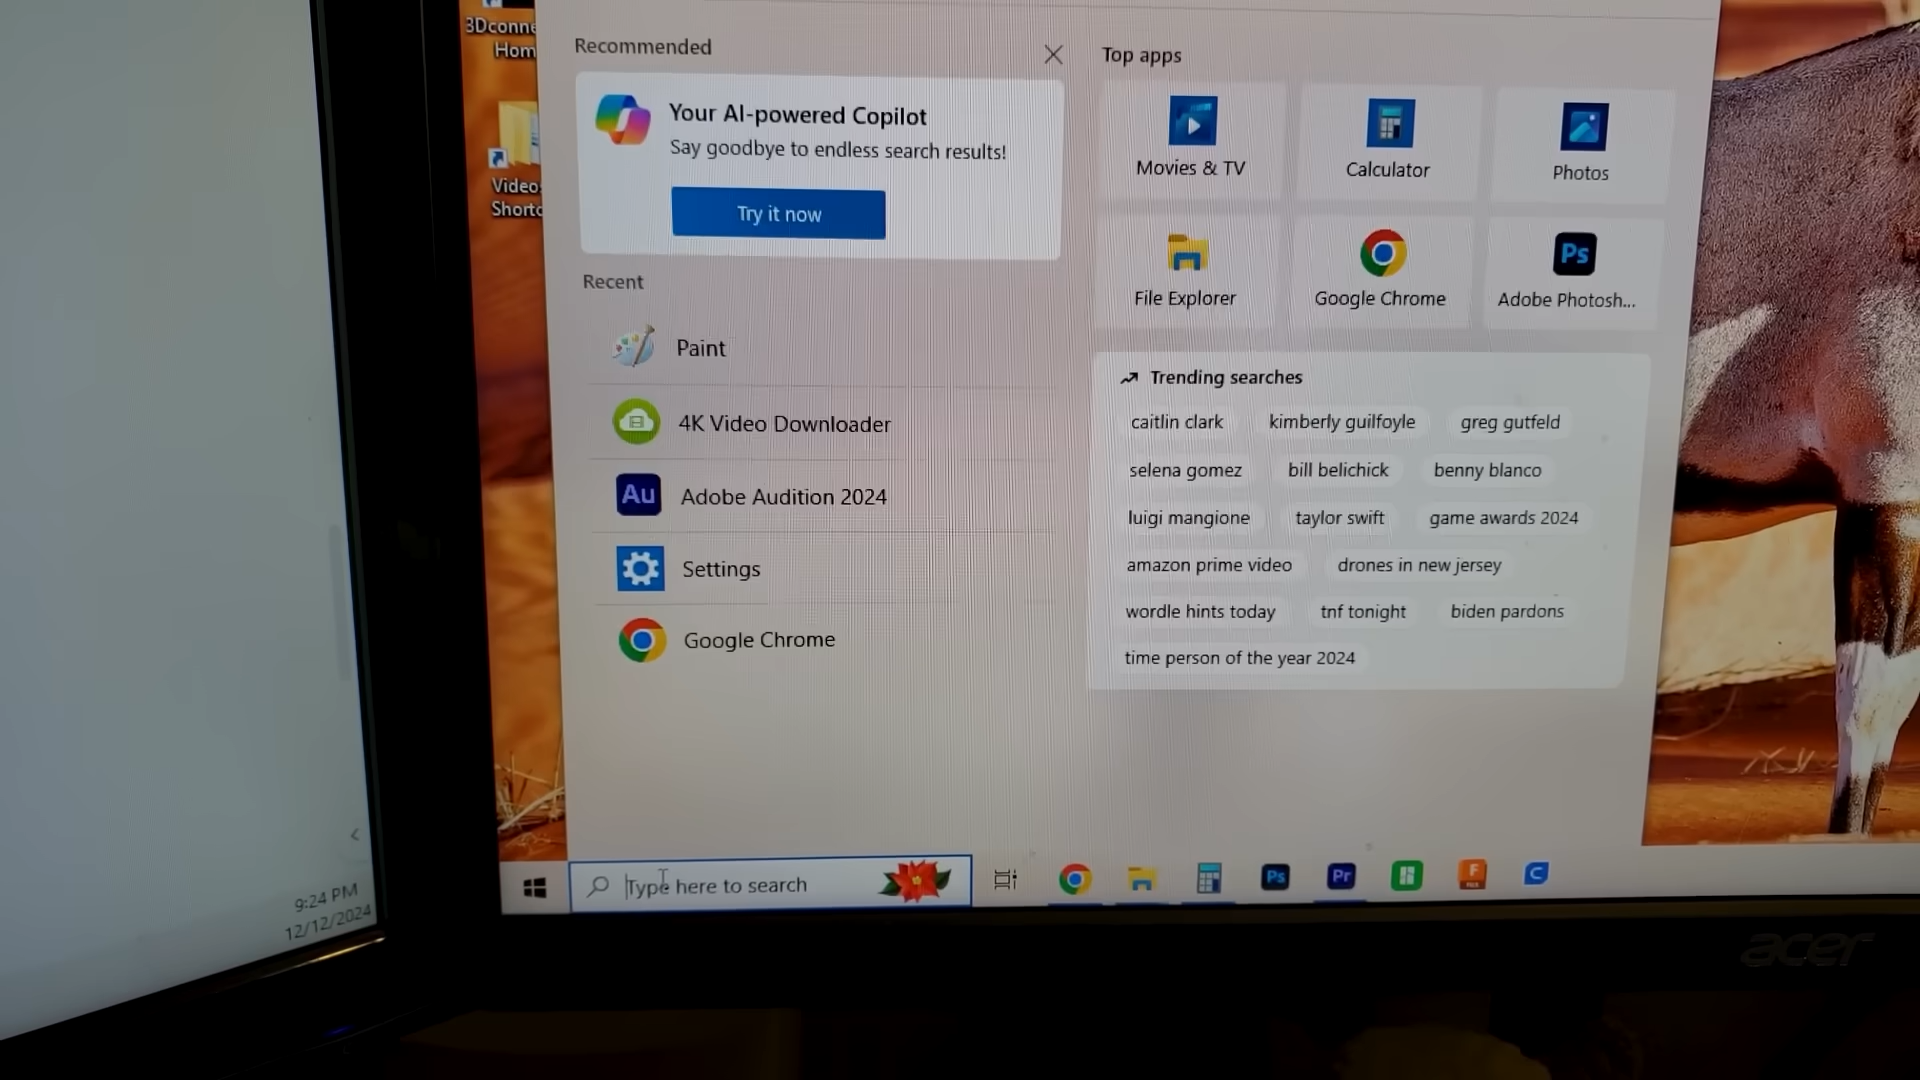 3Dconne
Hom
Video
Shortc
Recommended
Your AI-powered Copilot
Say goodbye to endless search results!
Try it now
Recent
Paint
4K Video Downloader
Au
Adobe Audition 2024
Settings
Google Chrome
Top apps
Movies & TV
Calculator
Photos
File Explorer
Google Chrome
Ps
Adobe Photosh...
Trending searches
caitlin clark
kimberly guilfoyle
greg gutfeld
selena gomez
bill belichick
benny blanco
luigi mangione
taylor swift
game awards 2024
amazon prime video
drones in new jersey
wordle hints today
tnf tonight
biden pardons
time person of the year 2024
9:24 PM
12/12/2024
Type here to search
Ps
Pr
F
C
acer